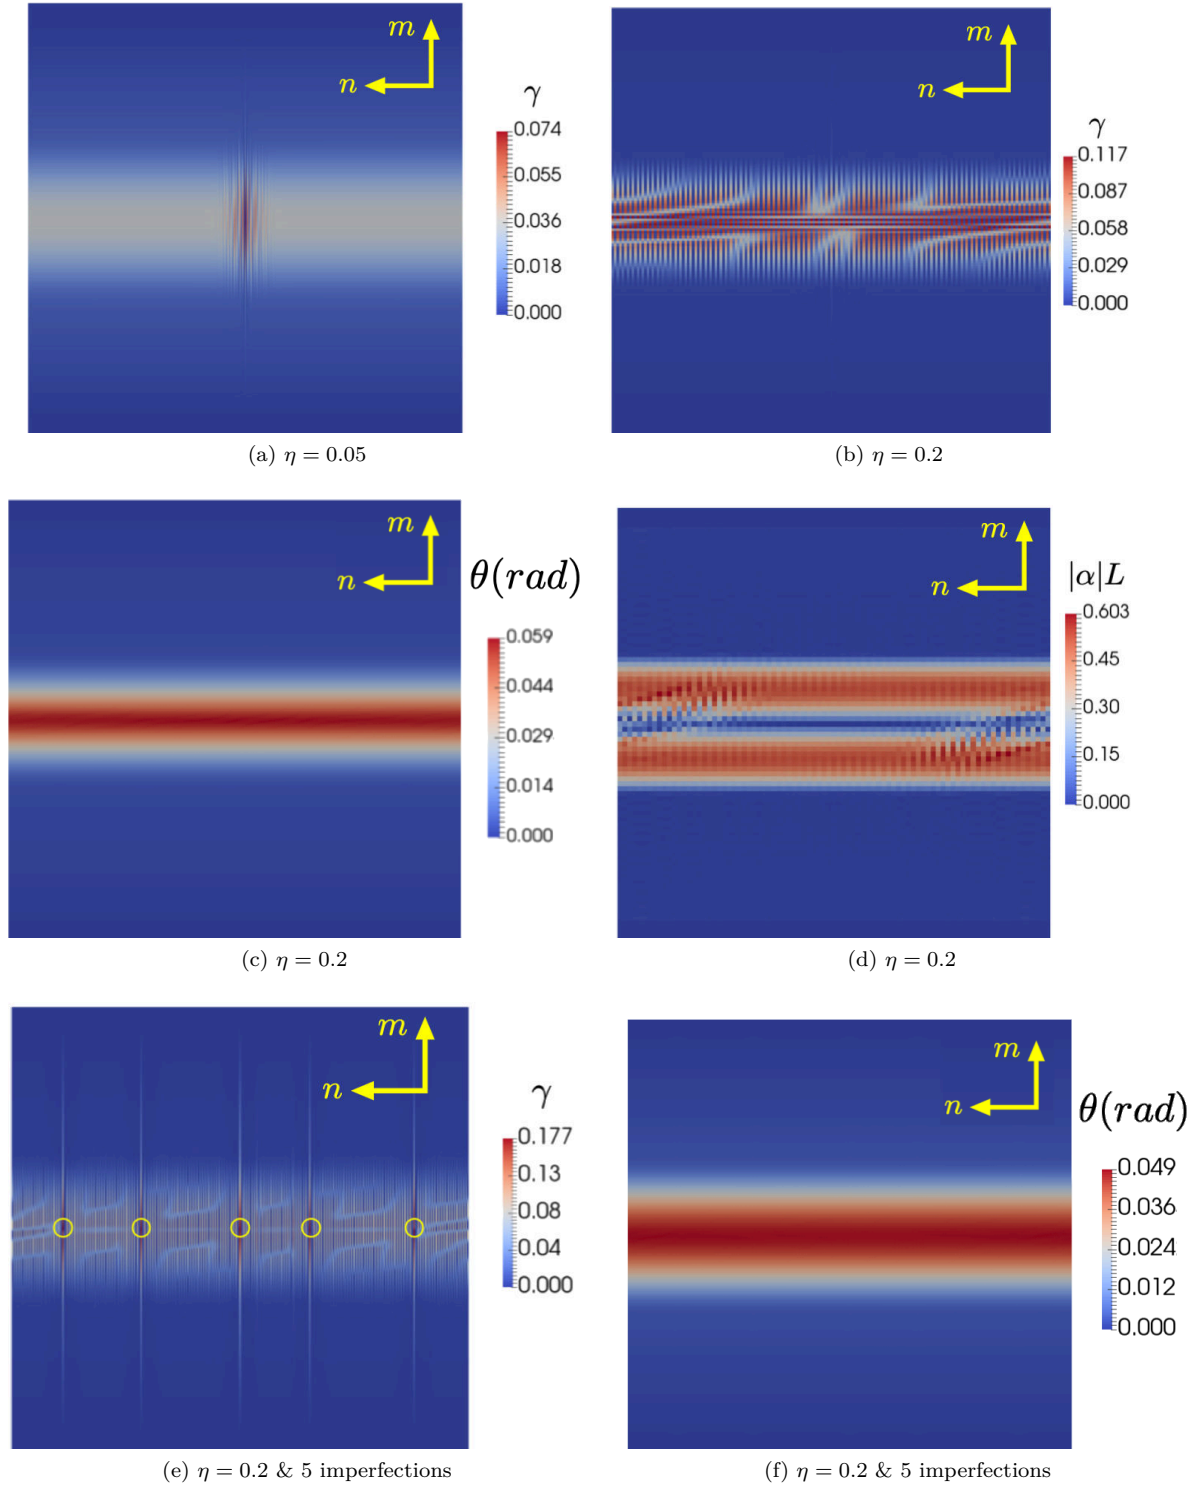 m
n
γ
0.074
0.055
0.036
0.018
0.000
(a) η = 0.05
m
n
γ
0.117
0.087
0.058
0.029
0.000
(b) η = 0.2
m
n
θ(rad)
0.059
0.044
0.029
0.014
0.000
(c) η = 0.2
m
n
|α|L
0.603
0.45
0.30
0.15
0.000
(d) η = 0.2
m
n
γ
0.177
0.13
0.08
0.04
0.000
(e) η = 0.2 & 5 imperfections
m
n
θ(rad)
0.049
0.036
0.024
0.012
0.000
(f) η = 0.2 & 5 imperfections